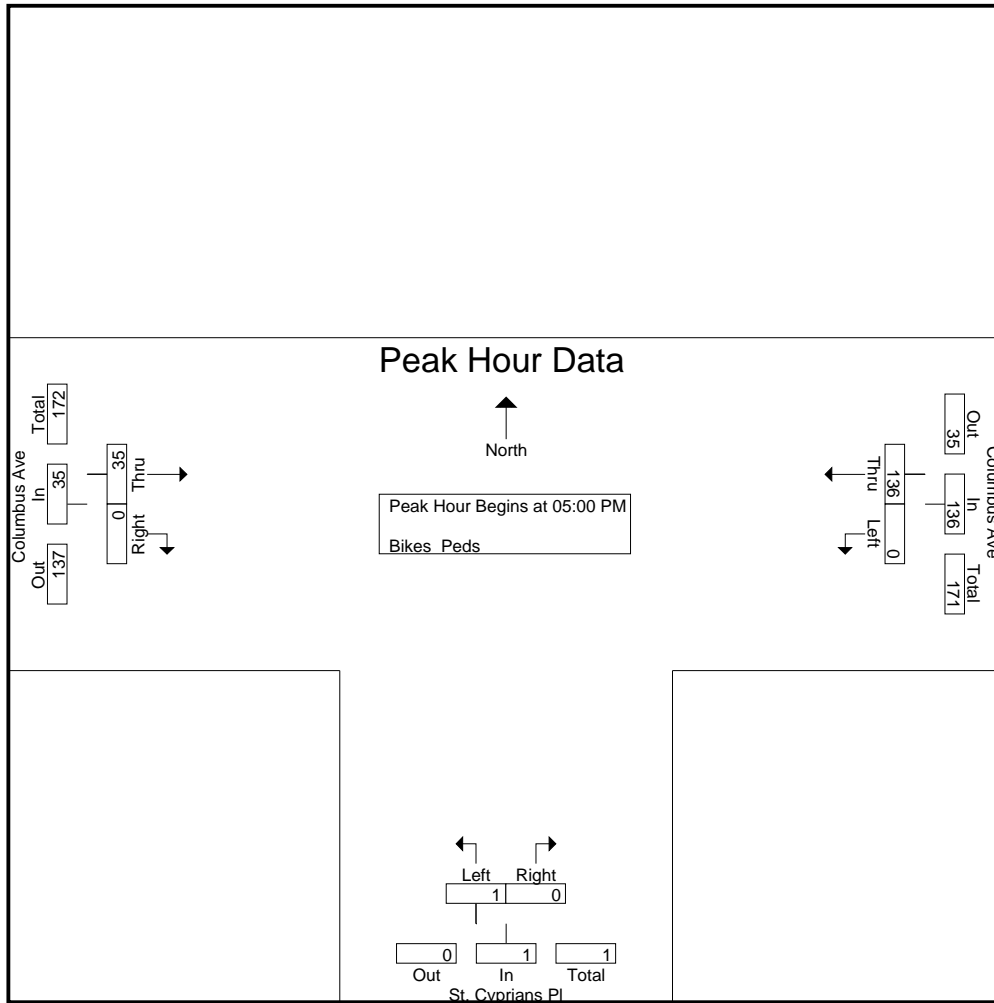 Peak Hour Data
North
Peak Hour Begins at 05:00 PM
Bikes Peds
Columbus Ave
Out In Total
137 35 172
Right Thru
0 35
Columbus Ave
Out In Total
35 136 171
Thru Left
136 0
Left Right
1 0
0 1 1
Out In Total
St. Cyprians Pl